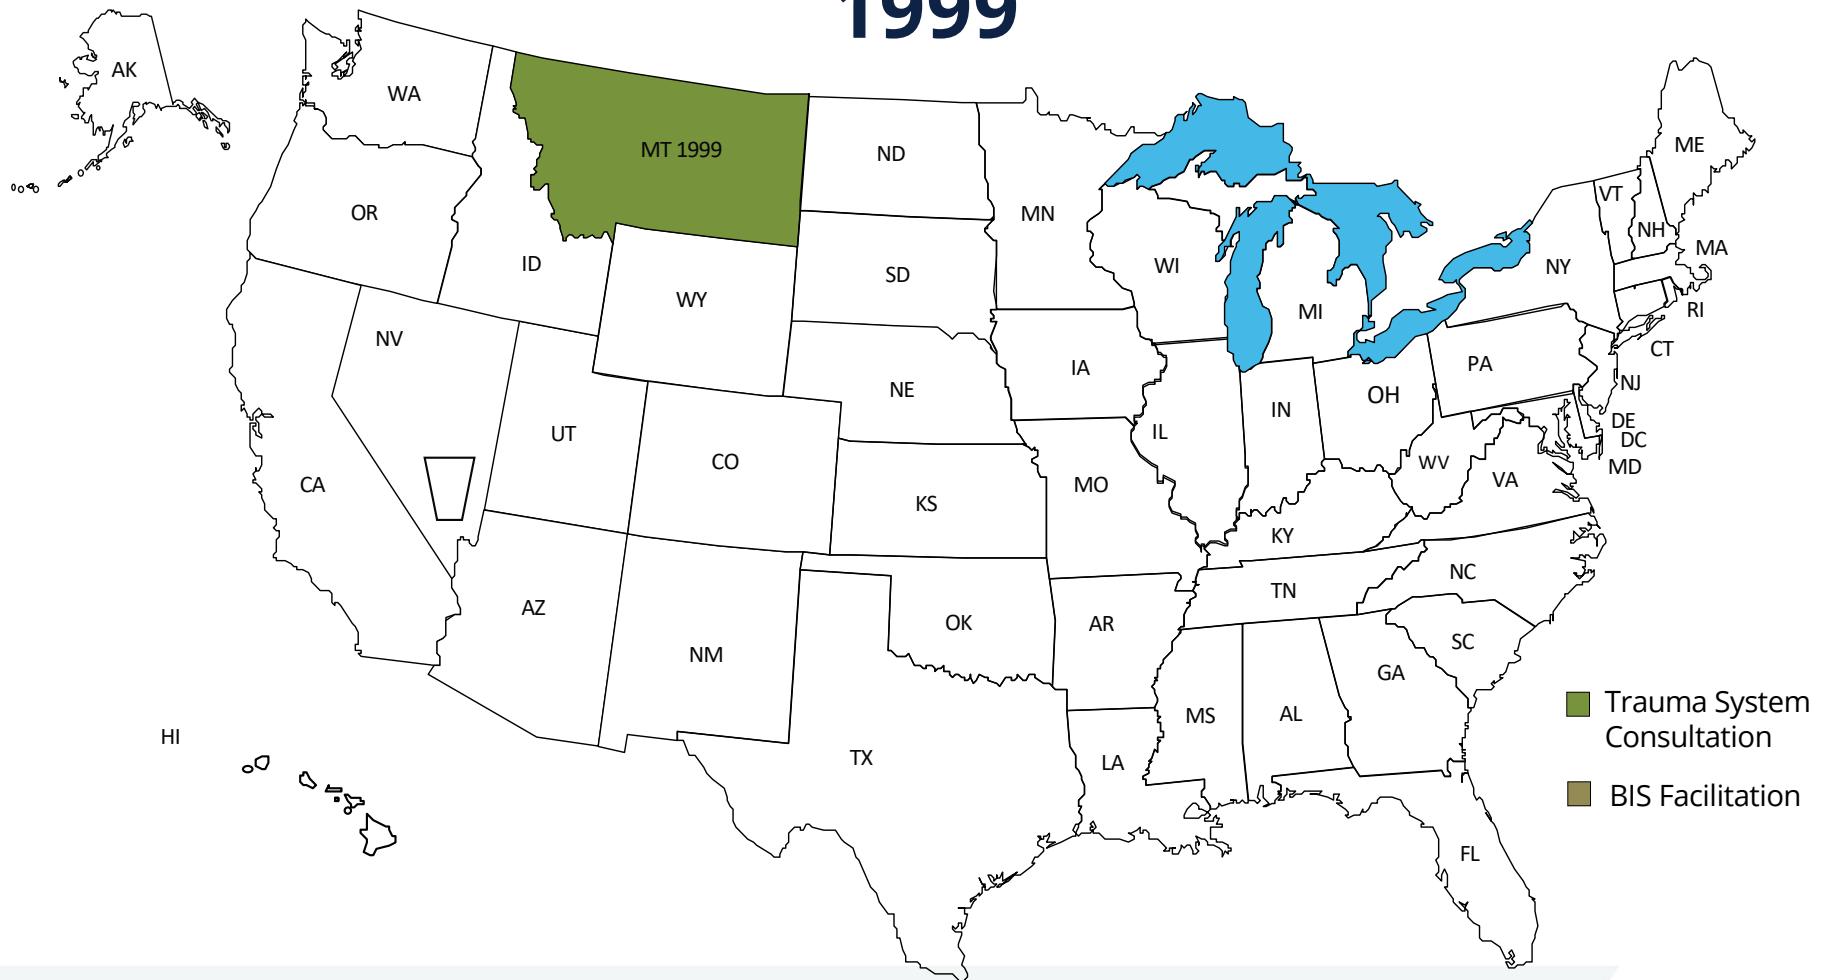 1999
AK
WA
MT 1999
ND
MN
ME
VT
NH
MA
OR
ID
WY
SD
WI
MI
NY
RI
CT
NV
IA
NE
PA
NJ
UT
CO
IL
IN
OH
DE
DC
MD
CA
KS
MO
WV
VA
KY
AZ
NM
OK
AR
TN
NC
SC
GA
HI
TX
LA
MS
AL
FL
Trauma System
Consultation
BIS Facilitation